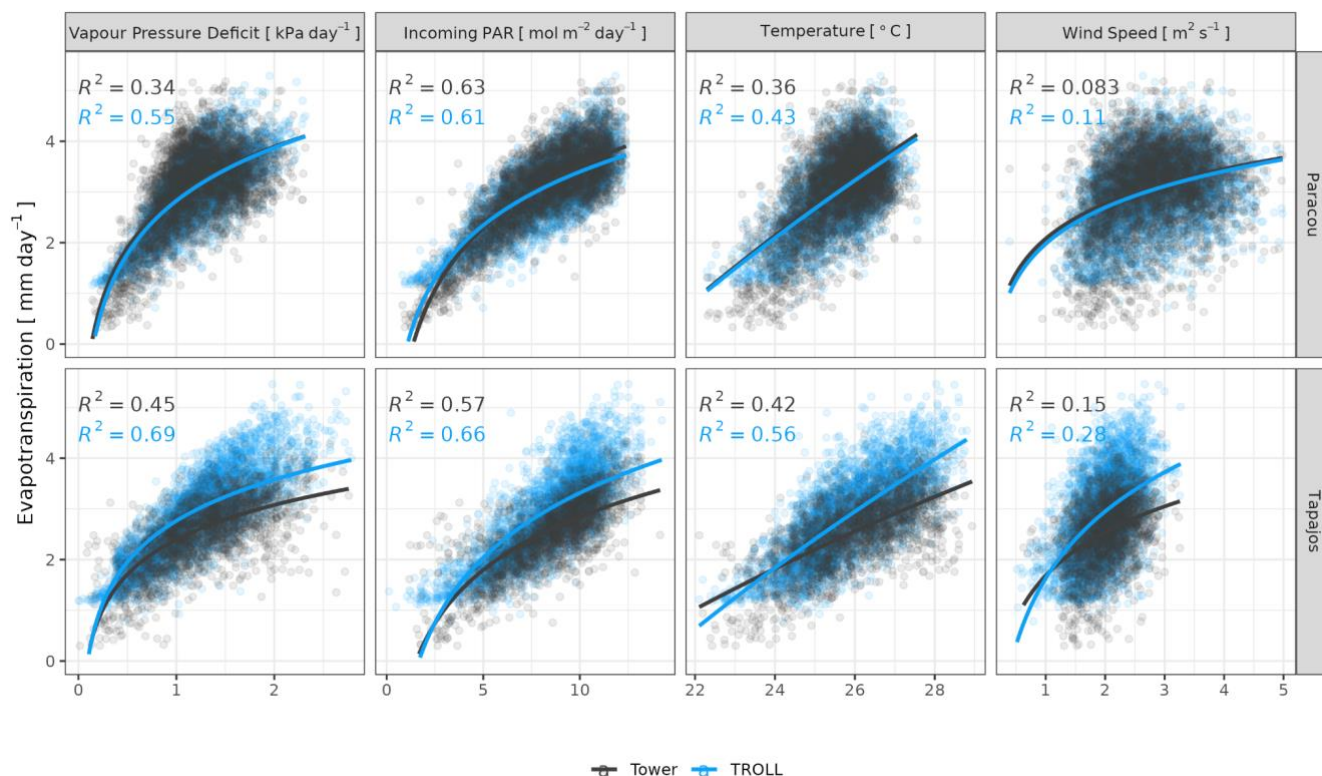 Vapour Pressure Deficit [ kPa day⁻¹ ] Incoming PAR [ mol m⁻² day⁻¹ ] Temperature [ °C ] Wind Speed [ m² s⁻¹ ]
R² = 0.34 R² = 0.63 R² = 0.36 R² = 0.083
R² = 0.55 R² = 0.61 R² = 0.43 R² = 0.11
4
2
0
Paracou
Evapotranspiration [ mm day⁻¹ ]
R² = 0.45 R² = 0.57 R² = 0.42 R² = 0.15
R² = 0.69 R² = 0.66 R² = 0.56 R² = 0.28
4
2
0
Tapajos
0 1 2 0 5 10 22 24 26 28 1 2 3 4 5
Tower TROLL